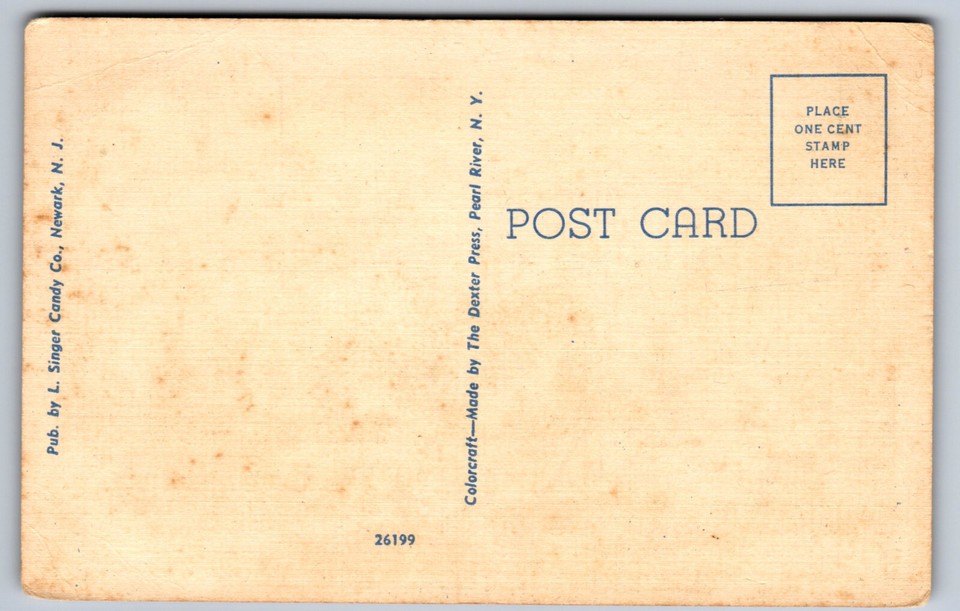 Pub. by L. Singer Candy Co., Newark, N. J.
Colorcraft—Made by The Dexter Press, Pearl River, N. Y.
POST CARD
PLACE
ONE CENT
STAMP
HERE
26199